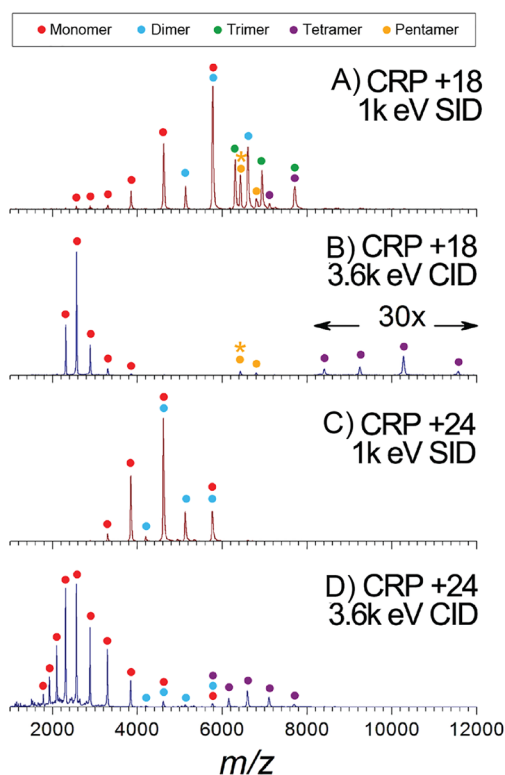 Monomer Dimer Trimer Tetramer Pentamer
A) CRP +18
1k eV SID
*
B) CRP +18
3.6k eV CID
30x
*
C) CRP +24
1k eV SID
D) CRP +24
3.6k eV CID
2000 4000 6000 8000 10000 12000
m/z